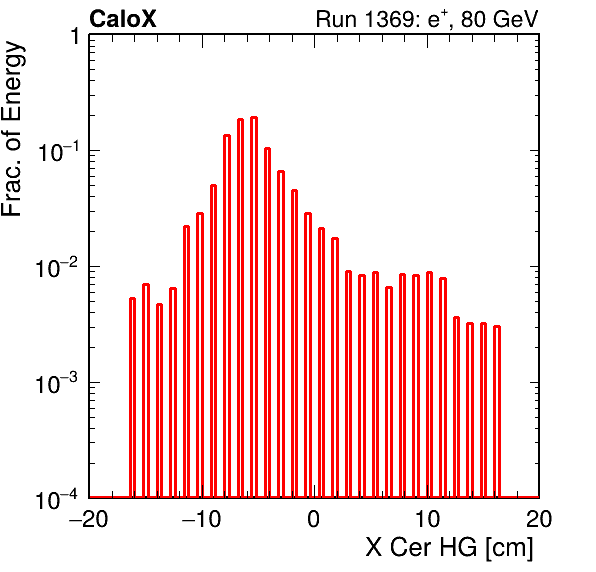 CaloX Run 1369: e⁺, 80 GeV
Frac. of Energy
1
10⁻¹
10⁻²
10⁻³
10⁻⁴
−20 −10 0 10 20
X Cer HG [cm]